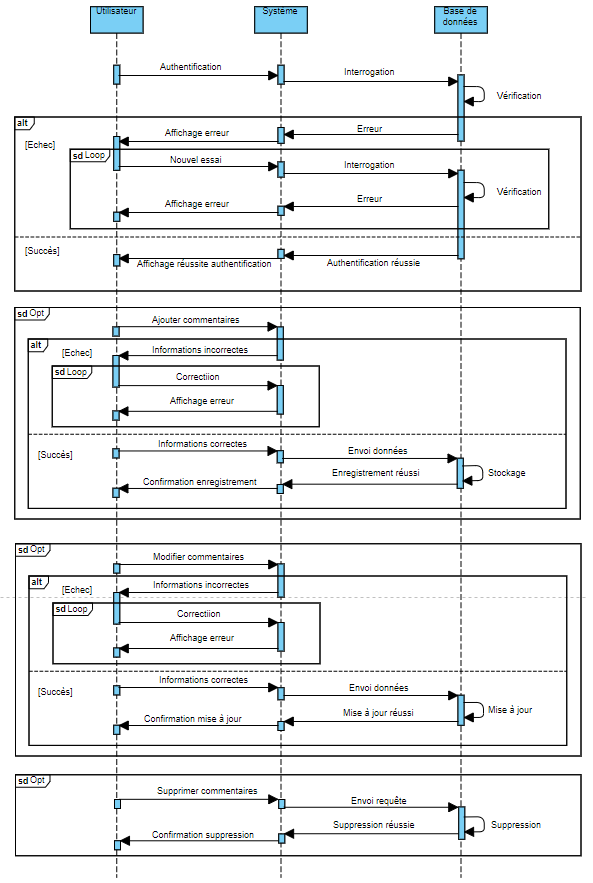 Utilisateur
Système
Base de
données
Authentification
Interrogation
Vérification
alt
[Echec]
Affichage erreur
Erreur
sd Loop
Nouvel essai
Interrogation
Vérification
Affichage erreur
Erreur
[Succès]
Affichage réussite authentification
Authentification réussie
sd Opt
Ajouter commentaires
alt
[Echec]
Informations incorrectes
sd Loop
Correctiion
Affichage erreur
[Succès]
Informations correctes
Envoi données
Enregistrement réussi
Stockage
Confirmation enregistrement
sd Opt
Modifier commentaires
alt
[Echec]
Informations incorrectes
sd Loop
Correctiion
Affichage erreur
[Succès]
Informations correctes
Envoi données
Mise à jour réussi
Mise à jour
Confirmation mise à jour
sd Opt
Supprimer commentaires
Envoi requête
Suppression réussie
Suppression
Confirmation suppression